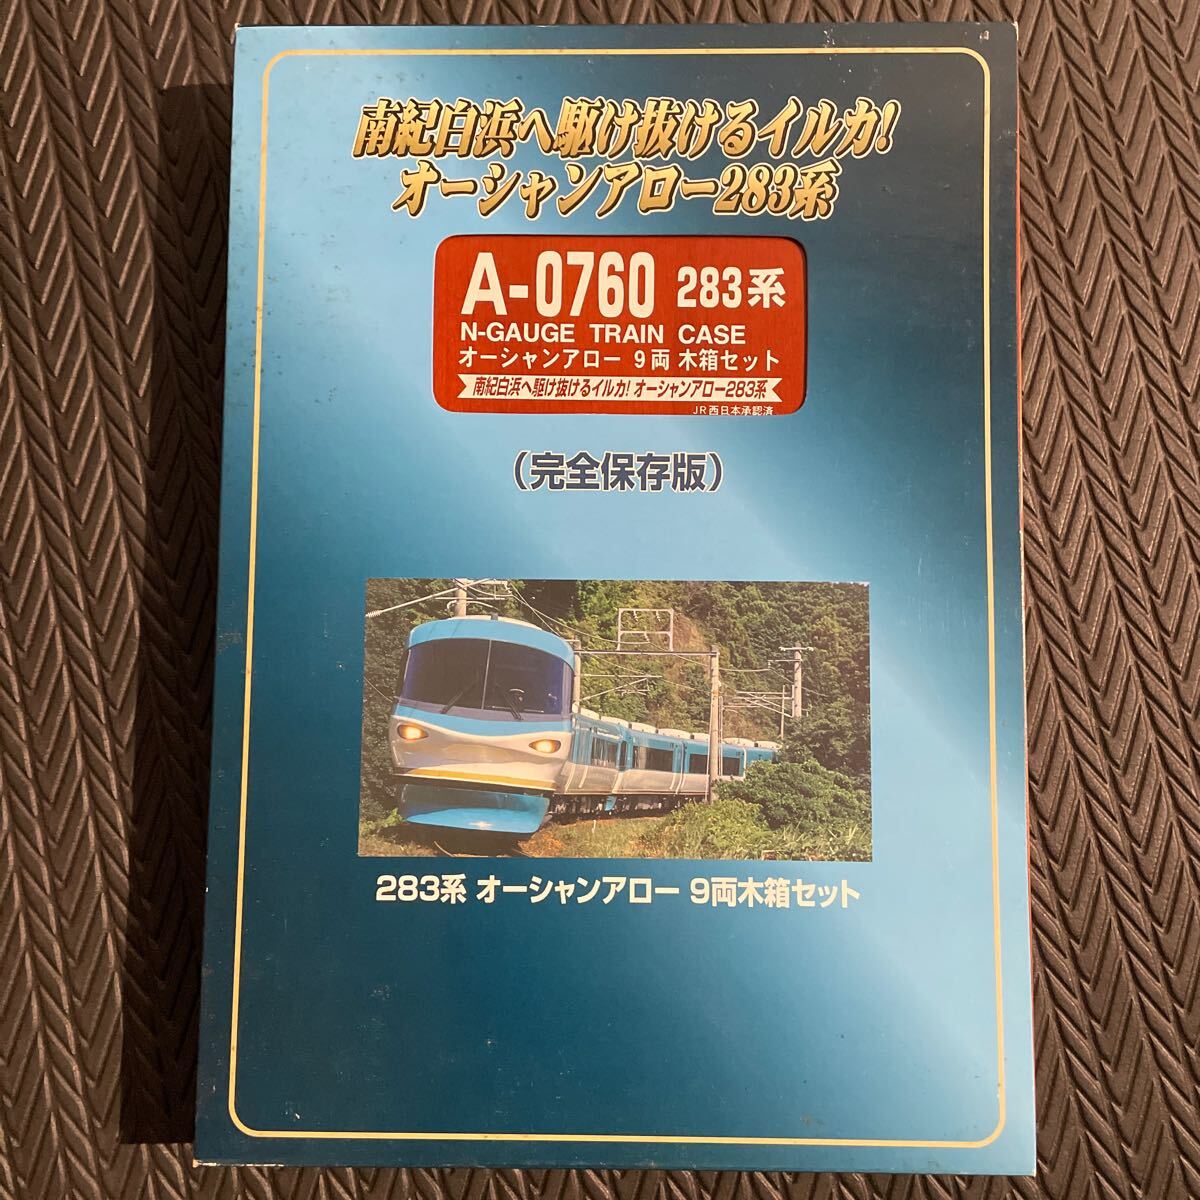 南紀白浜へ駆け抜けるイルカ!
オーシャンアロー283系
A-0760 283系
N-GAUGE TRAIN CASE
オーシャンアロー 9両 木箱セット
南紀白浜へ駆け抜けるイルカ! オーシャンアロー283系
JR西日本承認済
(完全保存版)
283系 オーシャンアロー 9両木箱セット